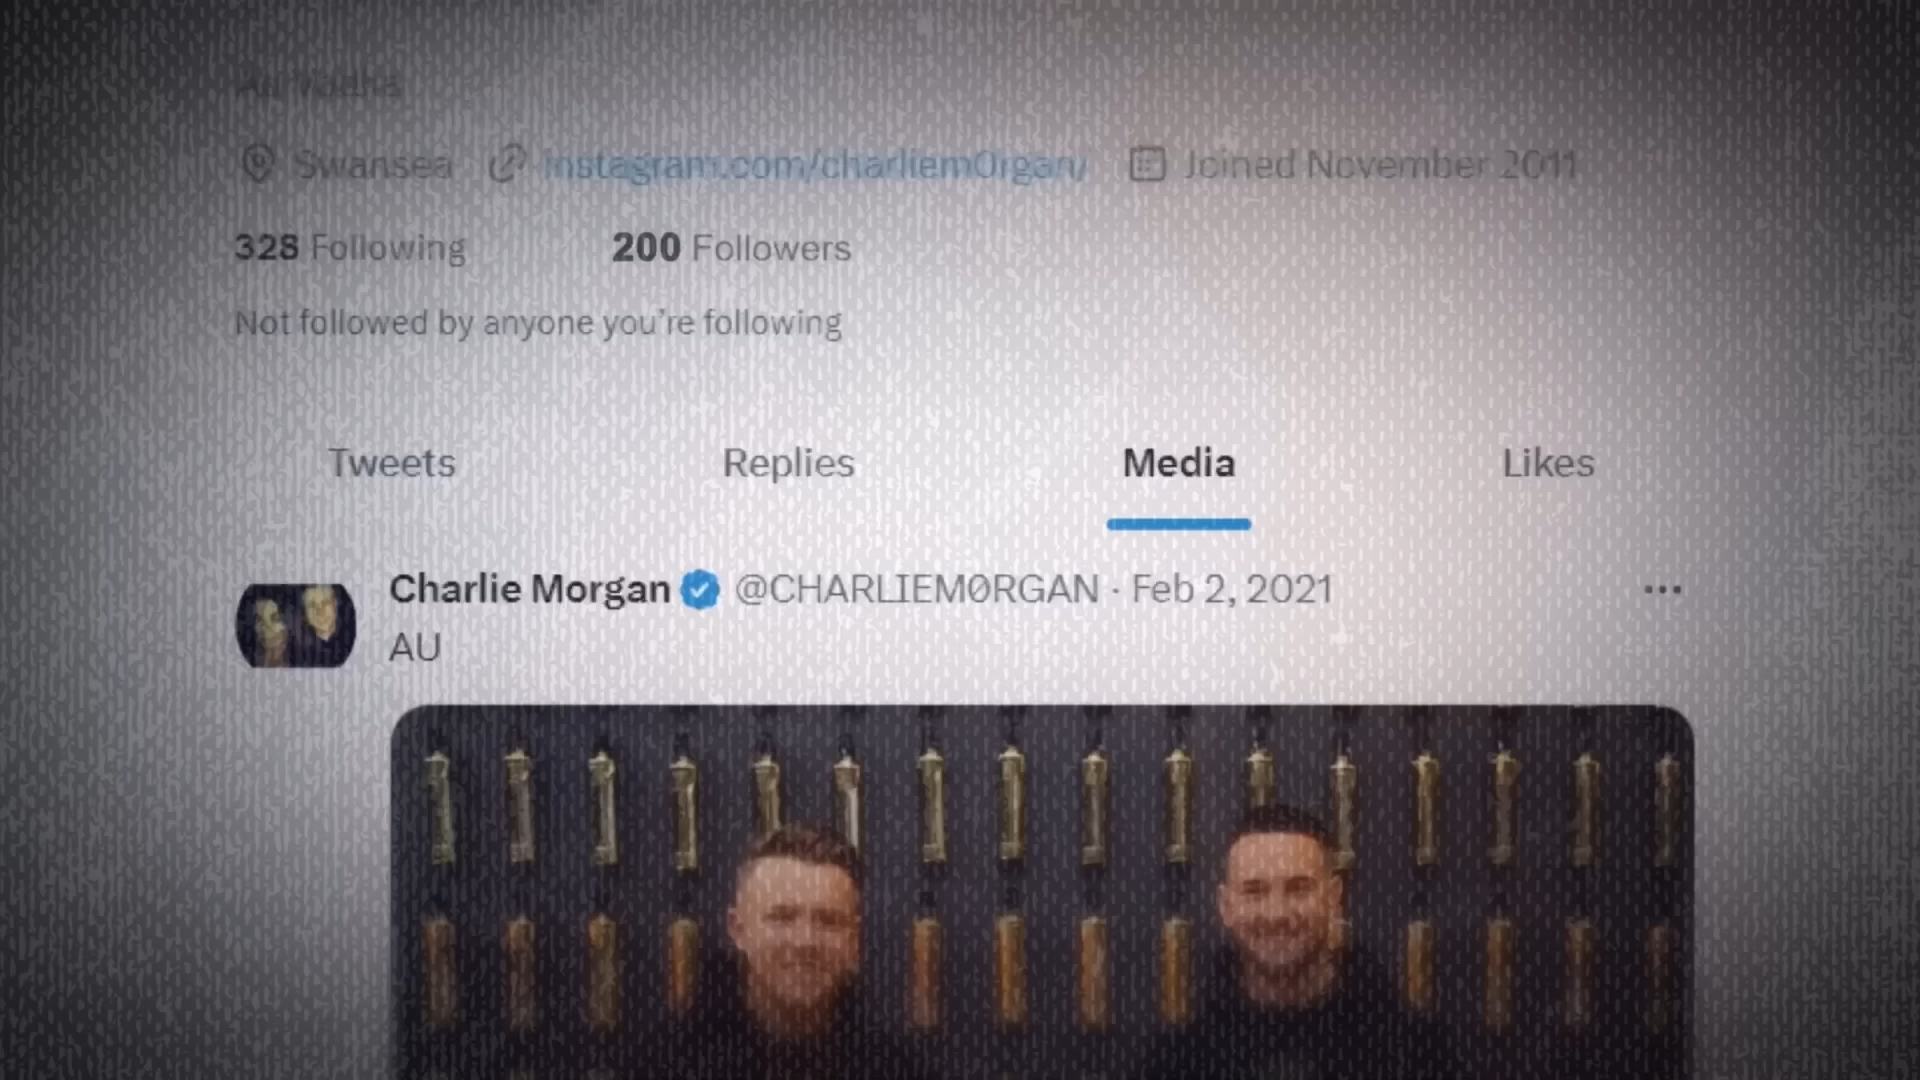 Swansea instagram.com/charliem0rgan/ Joined November 2011
328 Following 200 Followers
Not followed by anyone you're following
Tweets Replies Media Likes
Charlie Morgan @CHARLIEM0RGAN · Feb 2, 2021
AU